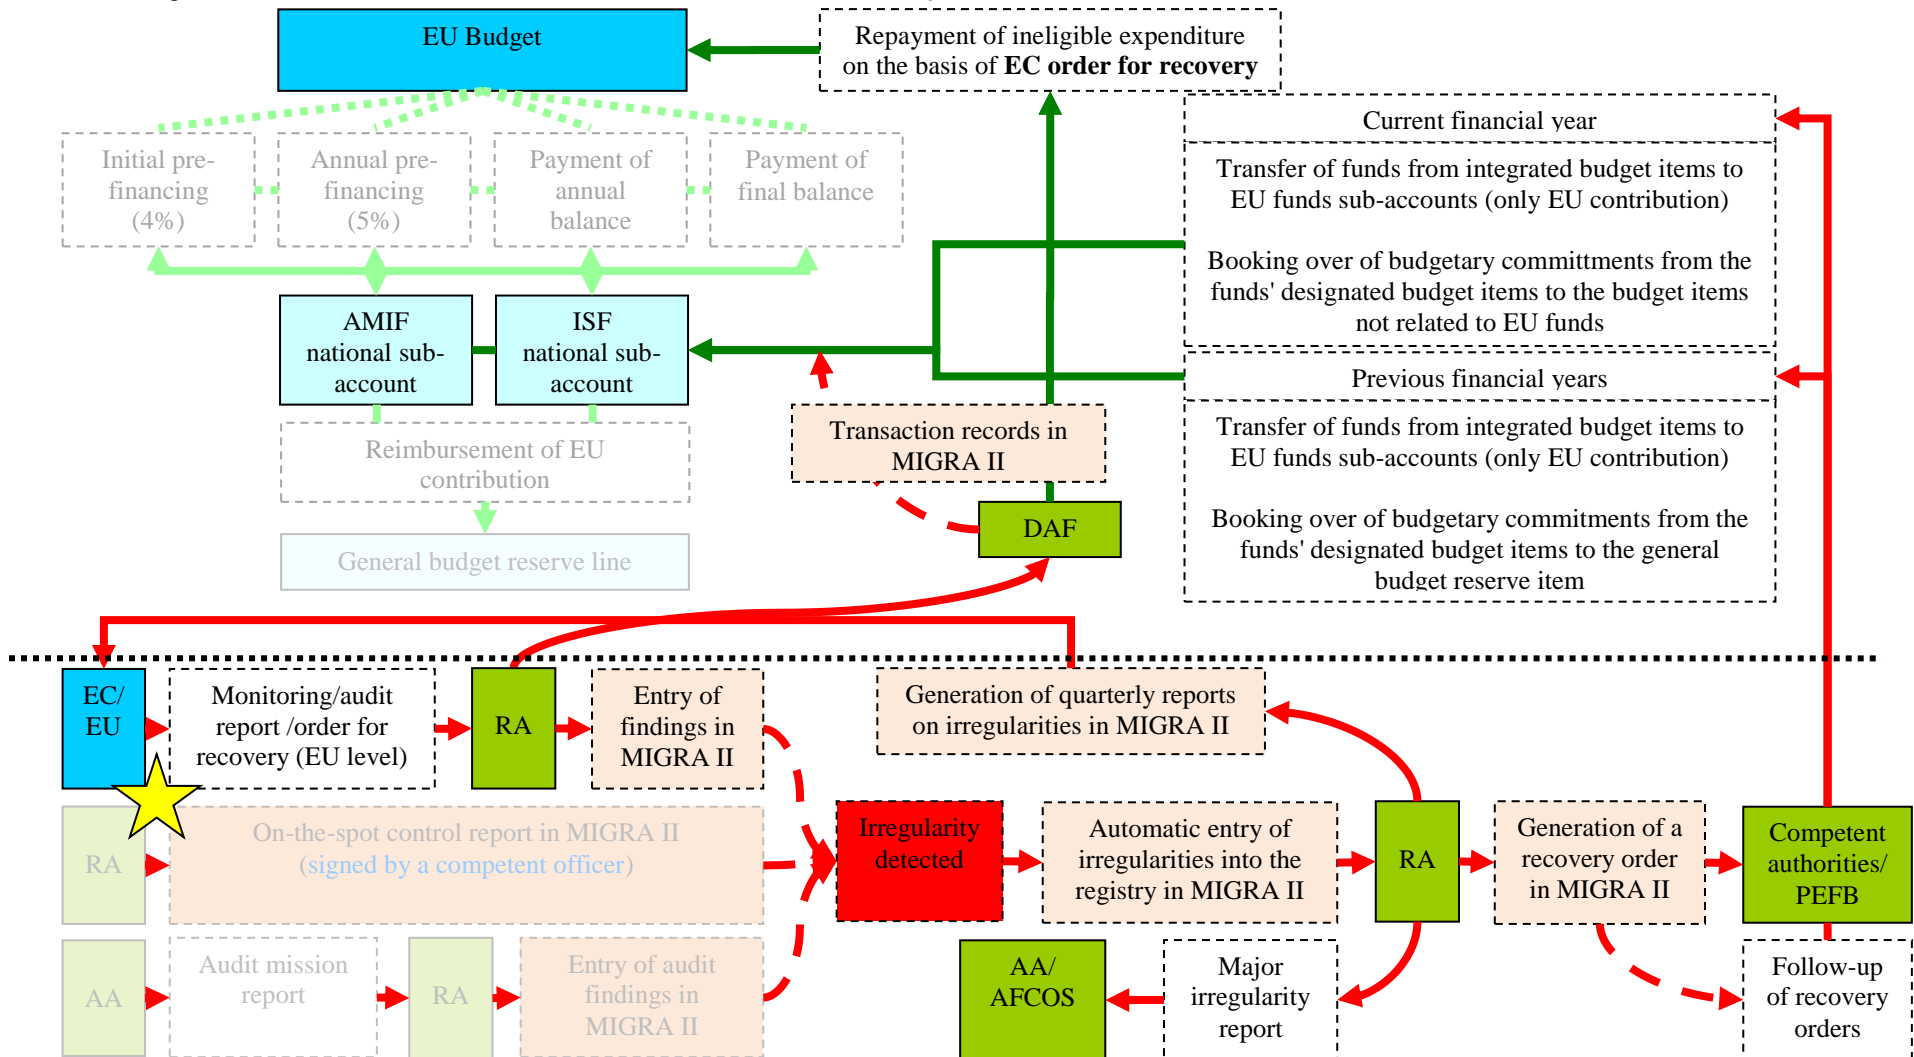 EU Budget
Repayment of ineligible expenditure
on the basis of EC order for recovery
Initial pre-
financing
(4%)
Annual pre-
financing
(5%)
Payment of
annual
balance
Payment of
final balance
Current financial year
Transfer of funds from integrated budget items to
EU funds sub-accounts (only EU contribution)
Booking over of budgetary committments from the
funds' designated budget items to the budget items
not related to EU funds
AMIF
national sub-
account
ISF
national sub-
account
Previous financial years
Transfer of funds from integrated budget items to
EU funds sub-accounts (only EU contribution)
Booking over of budgetary commitments from the
funds' designated budget items to the general
budget reserve item
Reimbursement of EU
contribution
Transaction records in
MIGRA II
DAF
General budget reserve line
EC/
EU
Monitoring/audit
report /order for
recovery (EU level)
RA
Entry of
findings in
MIGRA II
Generation of quarterly reports
on irregularities in MIGRA II
RA
On-the-spot control report in MIGRA II
(signed by a competent officer)
Irregularity
detected
Automatic entry of
irregularities into the
registry in MIGRA II
RA
Generation of a
recovery order
in MIGRA II
Competent
authorities/
PEFB
AA
Audit mission
report
RA
Entry of audit
findings in
MIGRA II
AA/
AFCOS
Major
irregularity
report
Follow-up
of recovery
orders